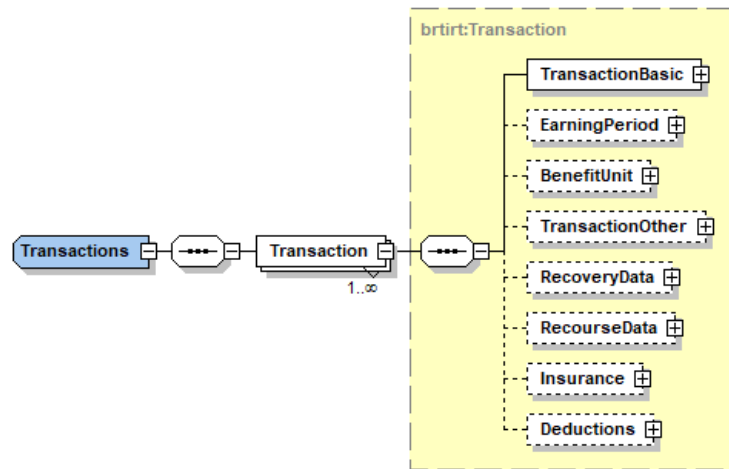 brtirt:Transaction
TransactionBasic
EarningPeriod
BenefitUnit
TransactionOther
Transactions
Transaction
1..∞
RecoveryData
RecourseData
Insurance
Deductions